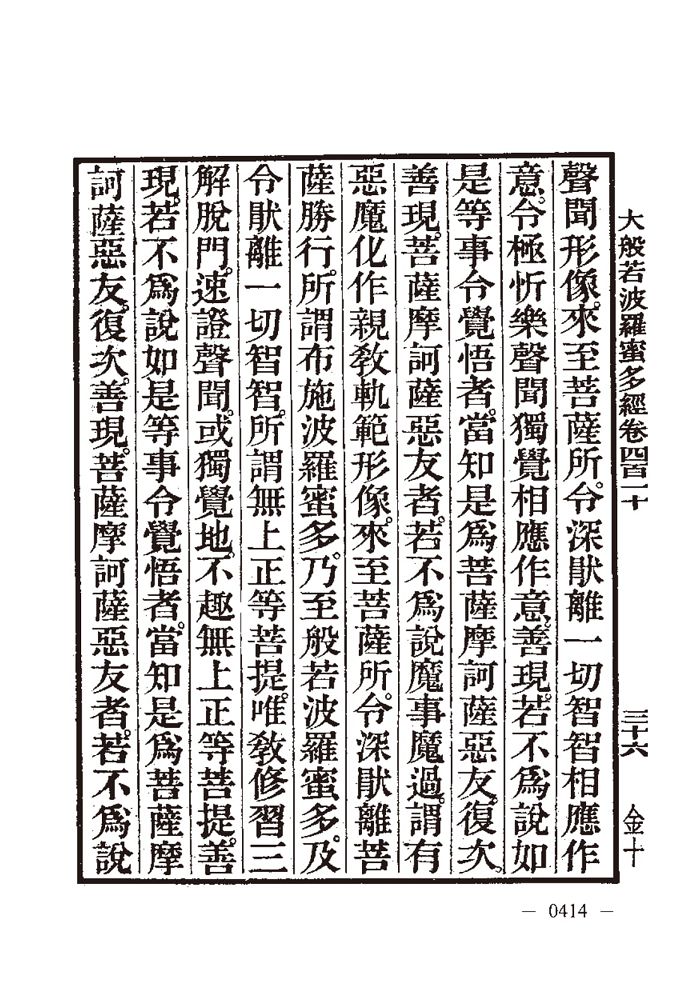 大般若波羅蜜多經卷四百二十 三十六 金十
聲聞形像。來至菩薩所。令深猒離一切智智相應作
意。令極忻樂聲聞獨覺相應作意。善現。若不爲說如
是等事令覺悟者。當知是爲菩薩摩訶薩惡友。復次。
善現。菩薩摩訶薩惡友者。若不爲說魔事魔過。謂有
惡魔化作親敎軌範形像。來至菩薩所。令深猒離菩
薩勝行。所謂布施波羅蜜多。乃至般若波羅蜜多。及
令猒離一切智智。所謂無上正等菩提。唯敎修習三
解脫門。速證聲聞。或獨覺地。不趣無上正等菩提。善
現。若不爲說如是等事令覺悟者。當知是爲菩薩摩
訶薩惡友。復次。善現。菩薩摩訶薩惡友者。若不爲說
— 0414 —